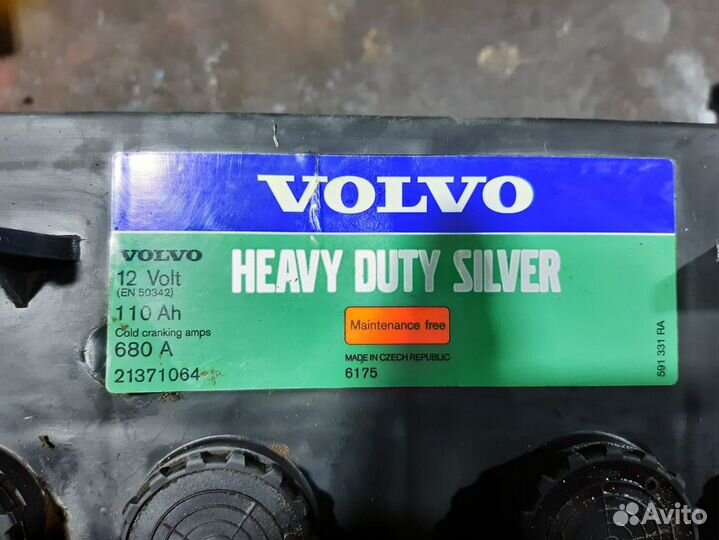 VOLVO
VOLVO
HEAVY DUTY SILVER
12 Volt
(EN 50342)
110 Ah
Maintenance free
Cold cranking amps
680 A
MADE IN CZECH REPUBLIC
21371064
6175
591 331 RA
Avito